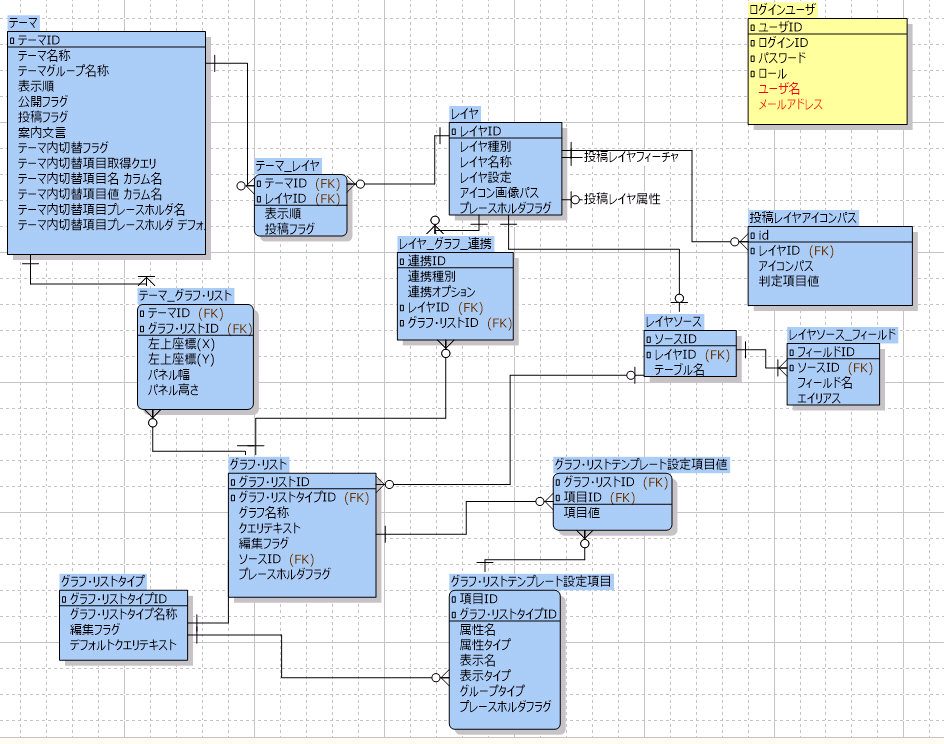 テーマ
テーマID
テーマ名称
テーマグループ名称
表示順
公開フラグ
投稿フラグ
案内文言
テーマ内切替フラグ
テーマ内切替項目取得クエリ
テーマ内切替項目名 カラム名
テーマ内切替項目値 カラム名
テーマ内切替項目プレースホルダ名
テーマ内切替項目プレースホルダ デフォ
テーマ_レイヤ
テーマID (FK)
レイヤID (FK)
表示順
投稿フラグ
レイヤ
レイヤID
レイヤ種別
レイヤ名称
レイヤ設定
アイコン画像パス
プレースホルダフラグ
投稿レイヤフィーチャ
投稿レイヤ属性
ログインユーザ
ユーザID
ログインID
パスワード
ロール
ユーザ名
メールアドレス
投稿レイヤアイコンパス
id
レイヤID (FK)
アイコンパス
判定項目値
レイヤ_グラフ_連携
連携ID
連携種別
連携オプション
レイヤID (FK)
グラフ・リストID (FK)
テーマ_グラフ・リスト
テーマID (FK)
グラフ・リストID (FK)
左上座標(X)
左上座標(Y)
パネル幅
パネル高さ
レイヤソース
ソースID
レイヤID (FK)
テーブル名
レイヤソース_フィールド
フィールドID
ソースID (FK)
フィールド名
エイリアス
グラフ・リスト
グラフ・リストID
グラフ・リストタイプID (FK)
グラフ名称
クエリテキスト
編集フラグ
ソースID (FK)
プレースホルダフラグ
グラフ・リストテンプレート設定項目値
グラフ・リストID (FK)
項目ID (FK)
項目値
グラフ・リストタイプ
グラフ・リストタイプID
グラフ・リストタイプ名称
編集フラグ
デフォルトクエリテキスト
グラフ・リストテンプレート設定項目
項目ID
グラフ・リストタイプID
属性名
属性タイプ
表示名
表示タイプ
グループタイプ
プレースホルダフラグ